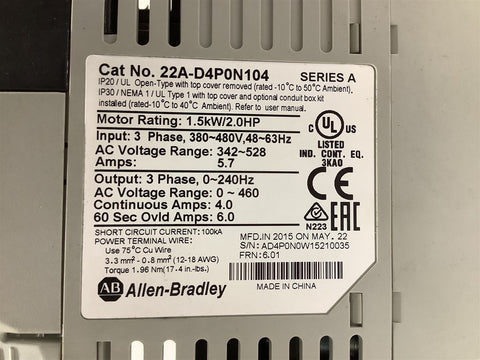 Cat No. 22A-D4P0N104 SERIES A
IP20 / UL Open-Type with top cover removed (rated -10°C to 50°C Ambient).
IP30 / NEMA 1 / UL Type 1 with top cover and optional conduit box kit
installed (rated-10°C to 40°C Ambient). Refer to user manual.
Motor Rating: 1.5kW/2.0HP
Input: 3 Phase, 380~480V,48~63Hz
AC Voltage Range: 342~528
Amps: 5.7
Output: 3 Phase, 0~240Hz
AC Voltage Range: 0 ~ 460
Continuous Amps: 4.0
60 Sec Ovld Amps: 6.0
SHORT CIRCUIT CURRENT: 100kA
POWER TERMINAL WIRE:
Use 75°C Cu Wire
3.3 mm² - 0.8 mm² (12-18 AWG)
Torque 1.96 Nm(17.4 in.-lbs.)
C UL US
LISTED
IND. CONT. EQ.
3KA0
N223
EAC
MFD.IN 2015 ON MAY. 22
S/N: AD4P0N0W15210035
FRN: 6.01
AB Allen-Bradley
MADE IN CHINA